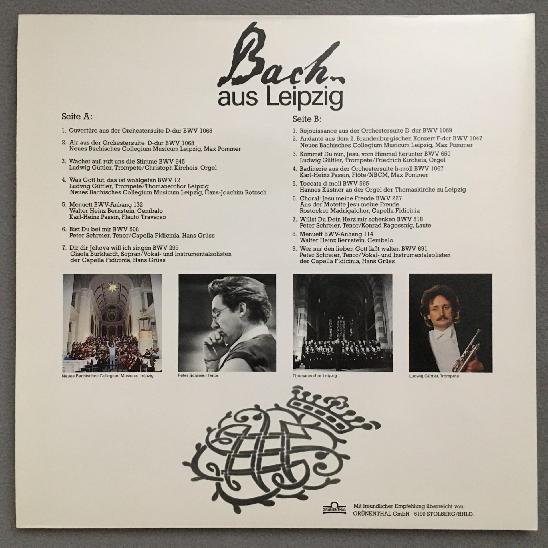 Bach
aus Leipzig
Seite A:
1. Ouvertüre aus der Orchestersuite D-dur BWV 1068
2. Air aus der Orchestersuite D-dur BWV 1068
Neues Bachisches Collegium Musicum Leipzig, Max Pommer
3. Wachet auf, ruft uns die Stimme BWV 645
Ludwig Güttler, Trompete/Christoph Kircheis, Orgel
4. Was Gott tut, das ist wohlgetan BWV 12
Ludwig Güttler, Trompete/Thomanerchor Leipzig
Neues Bachisches Collegium Musicum Leipzig, Hans-Joachim Rotzsch
5. Menuett BWV-Anhang 132
Walter Heinz Bernstein, Cembalo
Karl-Heinz Passin, Flauto Traverso
6. Bist Du bei mir BWV 508
Peter Schreier, Tenor/Capella Fidicinia, Hans Grüss
7. Dir, dir Jehova will ich singen BWV 299
Gisela Burkhardt, Sopran/Vokal- und Instrumentalsolisten
der Capella Fidicinia, Hans Grüss
Seite B:
1. Rejouissance aus der Orchestersuite D-dur BWV 1069
2. Andante aus dem 2. Brandenburgischen Konzert F-dur BWV 1047
Neues Bachisches Collegium Musicum Leipzig, Max Pommer
3. Kommst Du nun, Jesu, vom Himmel herunter BWV 650
Ludwig Güttler, Trompete/Friedrich Kircheis, Orgel
4. Badinerie aus der Orchestersuite h-moll BWV 1067
Karl-Heinz Passin, Flöte/NBCM, Max Pommer
5. Toccata d-moll BWV 565
Hannes Kästner an der Orgel der Thomaskirche zu Leipzig
6. Choral: Jesu meine Freude BWV 227
Aus der Motette Jesu meine Freude
Rostocker Madrigalchor, Capella Fidicinia
7. Willst Du Dein Herz mir schenken BWV 518
Peter Schreier, Tenor/Konrad Ragossnig, Laute
8. Menuett BWV-Anhang 114
Walter Heinz Bernstein, Cembalo
9. Wer nur den lieben Gott läßt walten, BWV 691
Peter Schreier, Tenor/Vokal- und Instrumentalsolisten
der Capella Fidicinia, Hans Grüss
Neues Bachisches Collegium Musicum Leipzig
Peter Schreier, Tenor
Thomanerchor Leipzig
Ludwig Güttler, Trompete
GRÜNENTHAL
Mit freundlicher Empfehlung überreicht von:
GRÜNENTHAL GmbH · 5190 STOLBERG/RHLD.